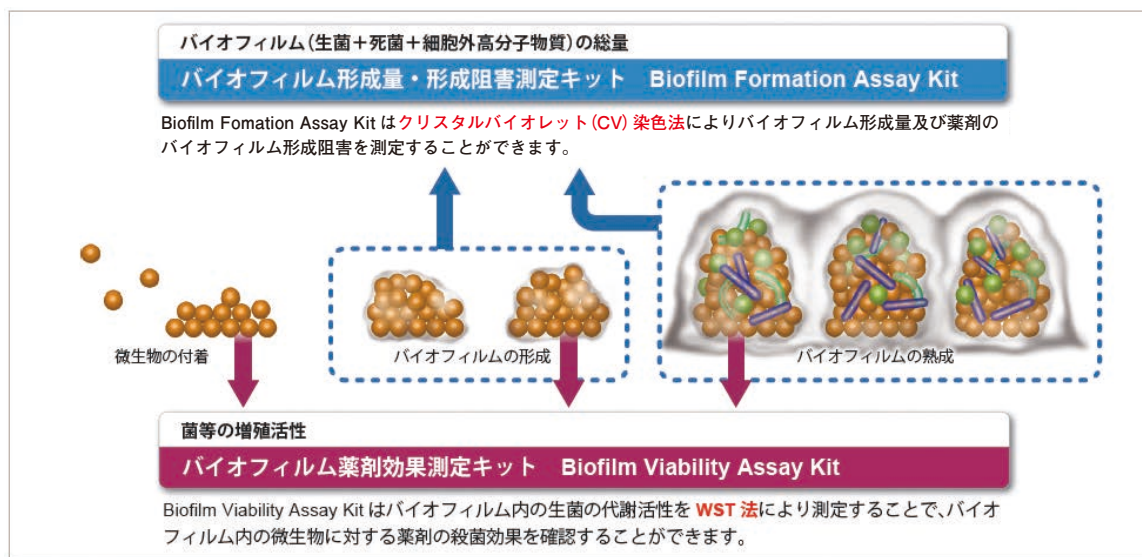 バイオフィルム（生菌＋死菌＋細胞外高分子物質）の総量
バイオフィルム形成量・形成阻害測定キット　Biofilm Formation Assay Kit
Biofilm Fomation Assay Kit はクリスタルバイオレット（CV）染色法によりバイオフィルム形成量及び薬剤の
バイオフィルム形成阻害を測定することができます。
微生物の付着
バイオフィルムの形成
バイオフィルムの熟成
菌等の増殖活性
バイオフィルム薬剤効果測定キット　Biofilm Viability Assay Kit
Biofilm Viability Assay Kit はバイオフィルム内の生菌の代謝活性を WST 法により測定することで、バイオ
フィルム内の微生物に対する薬剤の殺菌効果を確認することができます。